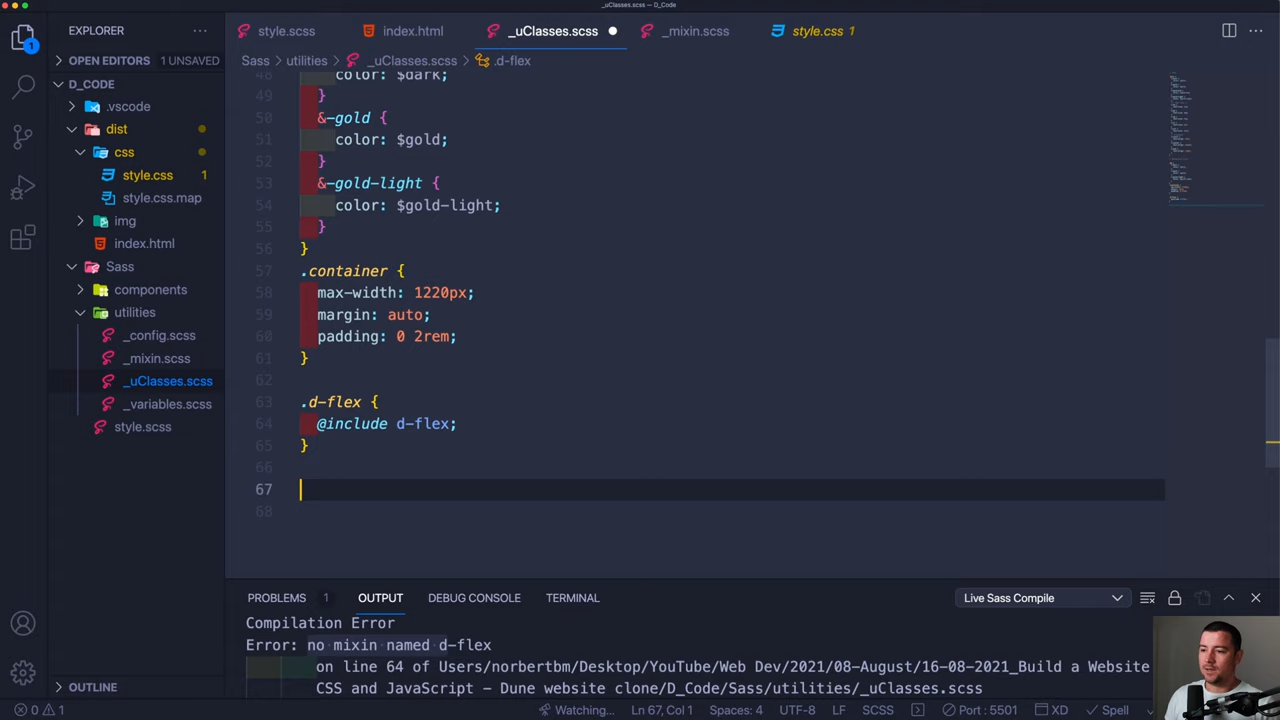 _uClasses.scss — D_Code
EXPLORER
style.scss
index.html
_uClasses.scss
_mixin.scss
style.css 1
OPEN EDITORS 1 UNSAVED
Sass > utilities > _uClasses.scss > .d-flex
D_CODE
.vscode
dist
css
style.css 1
style.css.map
img
index.html
Sass
components
utilities
_config.scss
_mixin.scss
_uClasses.scss
_variables.scss
style.scss
OUTLINE
48 color: $dark;
49 }
50 &-gold {
51 color: $gold;
52 }
53 &-gold-light {
54 color: $gold-light;
55 }
56 }
57 .container {
58 max-width: 1220px;
59 margin: auto;
60 padding: 0 2rem;
61 }
62
63 .d-flex {
64 @include d-flex;
65 }
66
67
68
PROBLEMS 1 OUTPUT DEBUG CONSOLE TERMINAL
Live Sass Compile
Compilation Error
Error: no mixin named d-flex
on line 64 of Users/norbertbm/Desktop/YouTube/Web Dev/2021/08-August/16-08-2021_Build a Website
CSS and JavaScript - Dune website clone/D_Code/Sass/utilities/_uClasses.scss
1
0 1
Watching...
Ln 67, Col 1
Spaces: 4
UTF-8
LF
SCSS
Port : 5501
XD
Spell